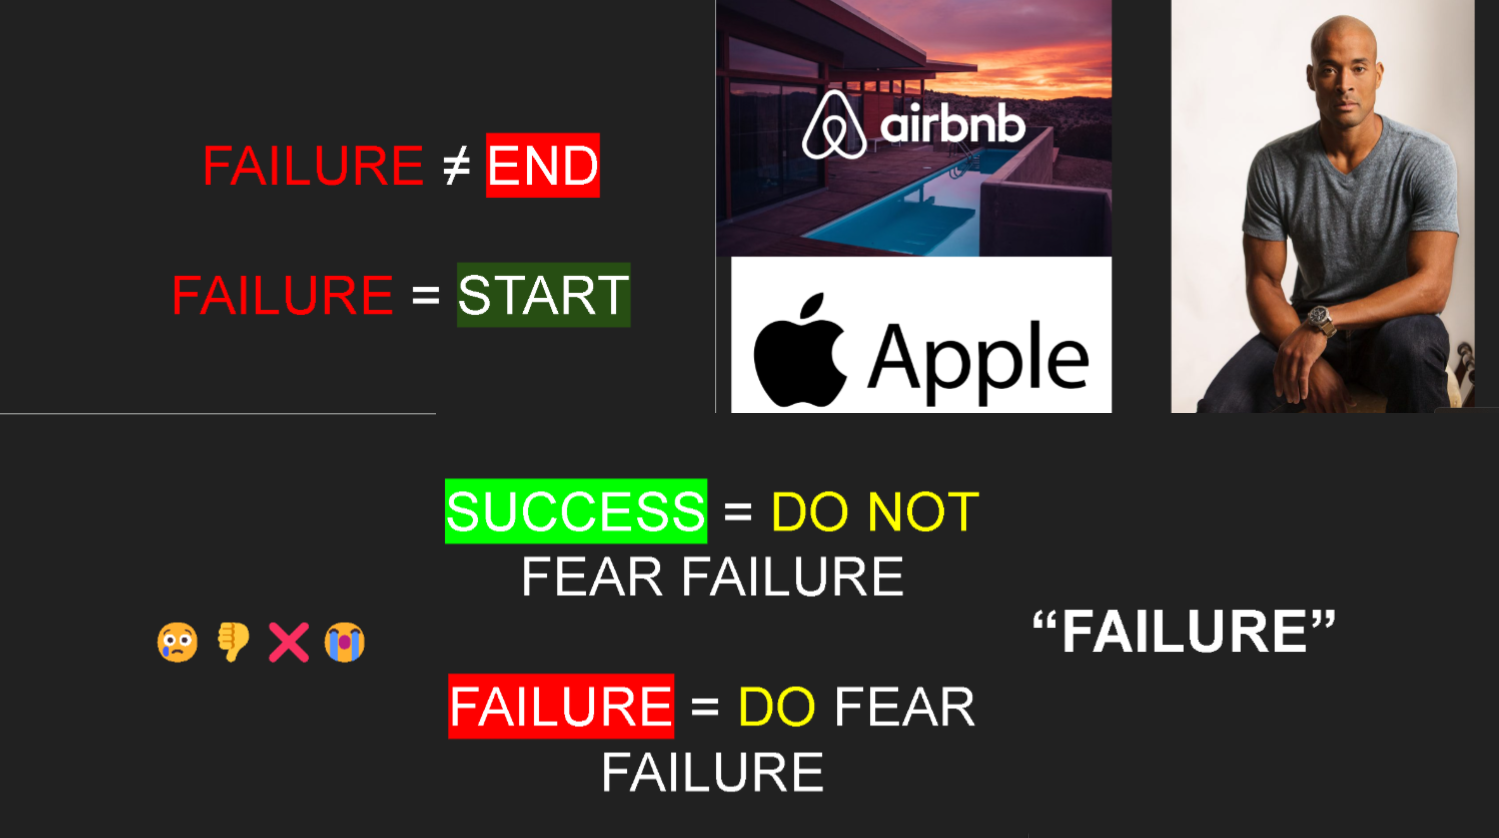 FAILURE ≠ END
FAILURE = START
airbnb
Apple
SUCCESS = DO NOT
FEAR FAILURE
FAILURE = DO FEAR
FAILURE
“FAILURE”